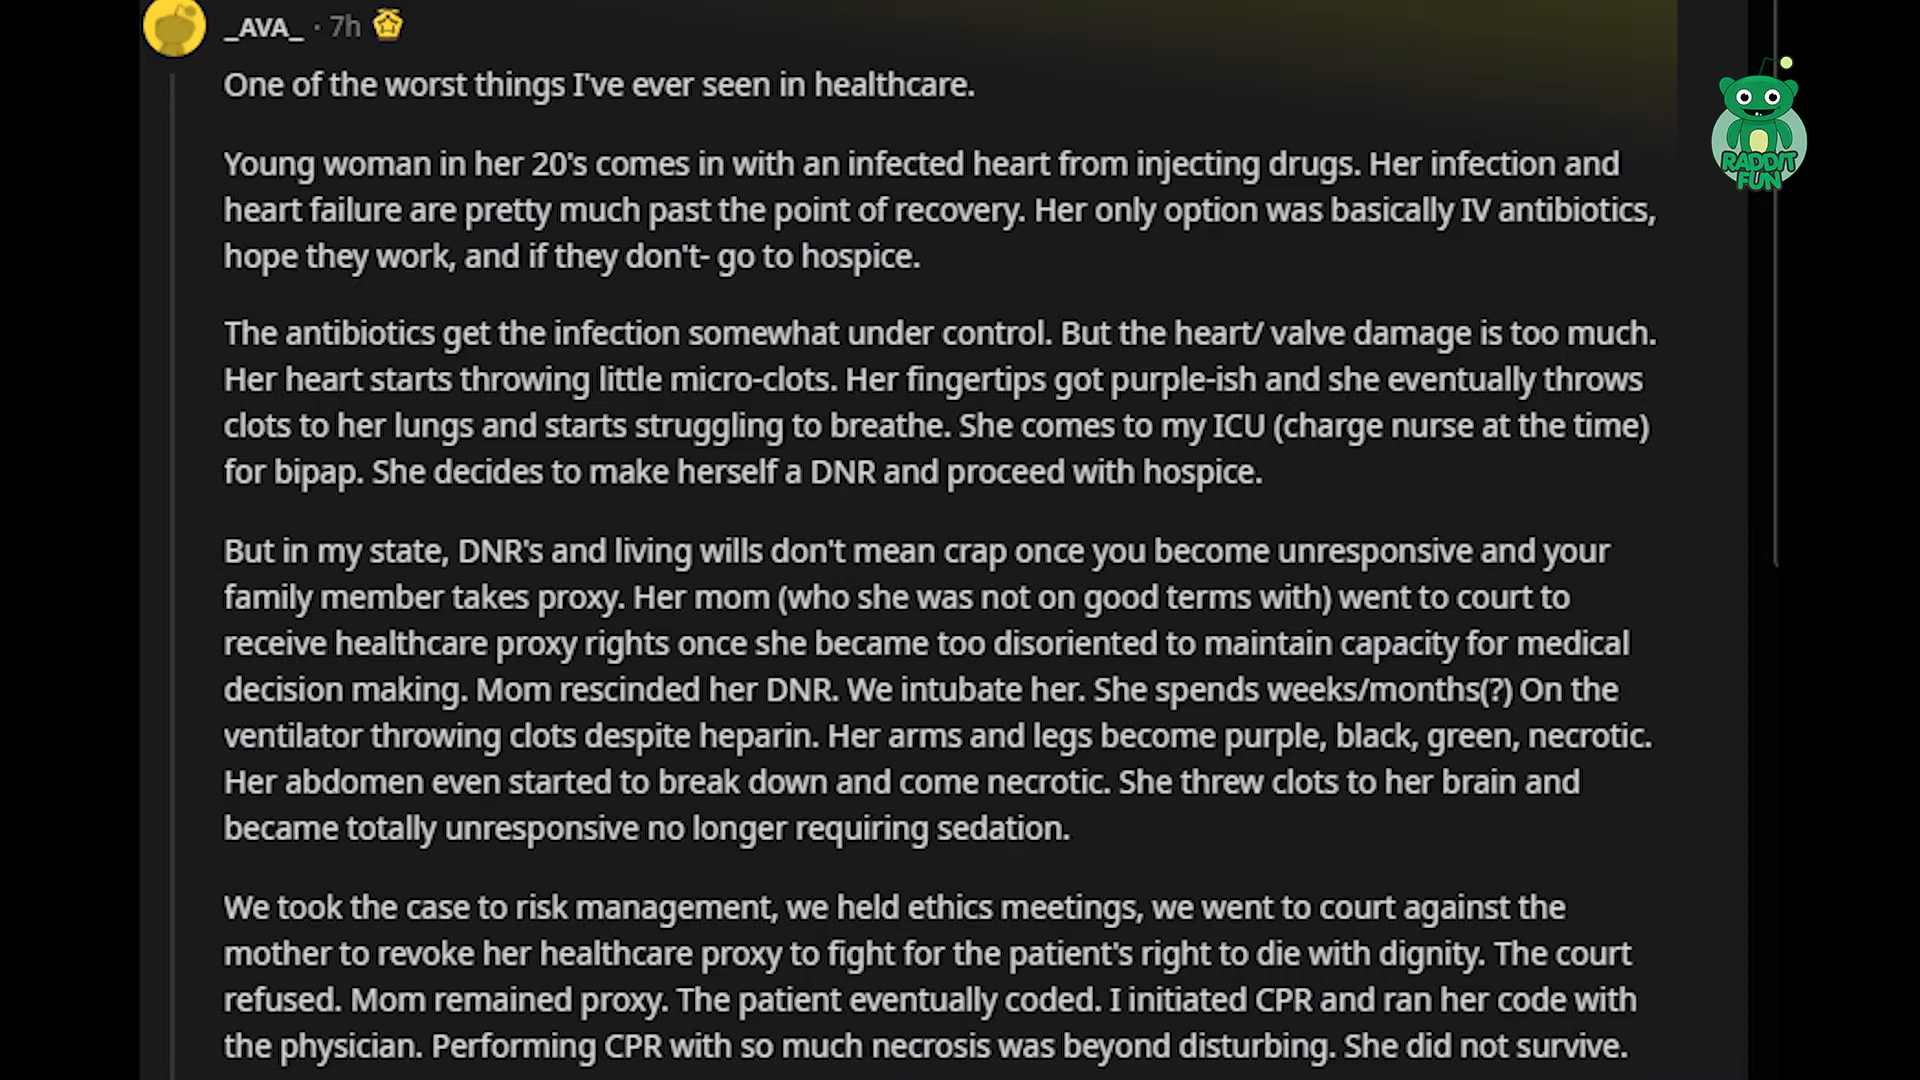 _AVA_ · 7h
One of the worst things I've ever seen in healthcare.
Young woman in her 20's comes in with an infected heart from injecting drugs. Her infection and
heart failure are pretty much past the point of recovery. Her only option was basically IV antibiotics,
hope they work, and if they don't- go to hospice.
The antibiotics get the infection somewhat under control. But the heart/ valve damage is too much.
Her heart starts throwing little micro-clots. Her fingertips got purple-ish and she eventually throws
clots to her lungs and starts struggling to breathe. She comes to my ICU (charge nurse at the time)
for bipap. She decides to make herself a DNR and proceed with hospice.
But in my state, DNR's and living wills don't mean crap once you become unresponsive and your
family member takes proxy. Her mom (who she was not on good terms with) went to court to
receive healthcare proxy rights once she became too disoriented to maintain capacity for medical
decision making. Mom rescinded her DNR. We intubate her. She spends weeks/months(?) On the
ventilator throwing clots despite heparin. Her arms and legs become purple, black, green, necrotic.
Her abdomen even started to break down and come necrotic. She threw clots to her brain and
became totally unresponsive no longer requiring sedation.
We took the case to risk management, we held ethics meetings, we went to court against the
mother to revoke her healthcare proxy to fight for the patient's right to die with dignity. The court
refused. Mom remained proxy. The patient eventually coded. I initiated CPR and ran her code with
the physician. Performing CPR with so much necrosis was beyond disturbing. She did not survive.
RADDIT
FUN